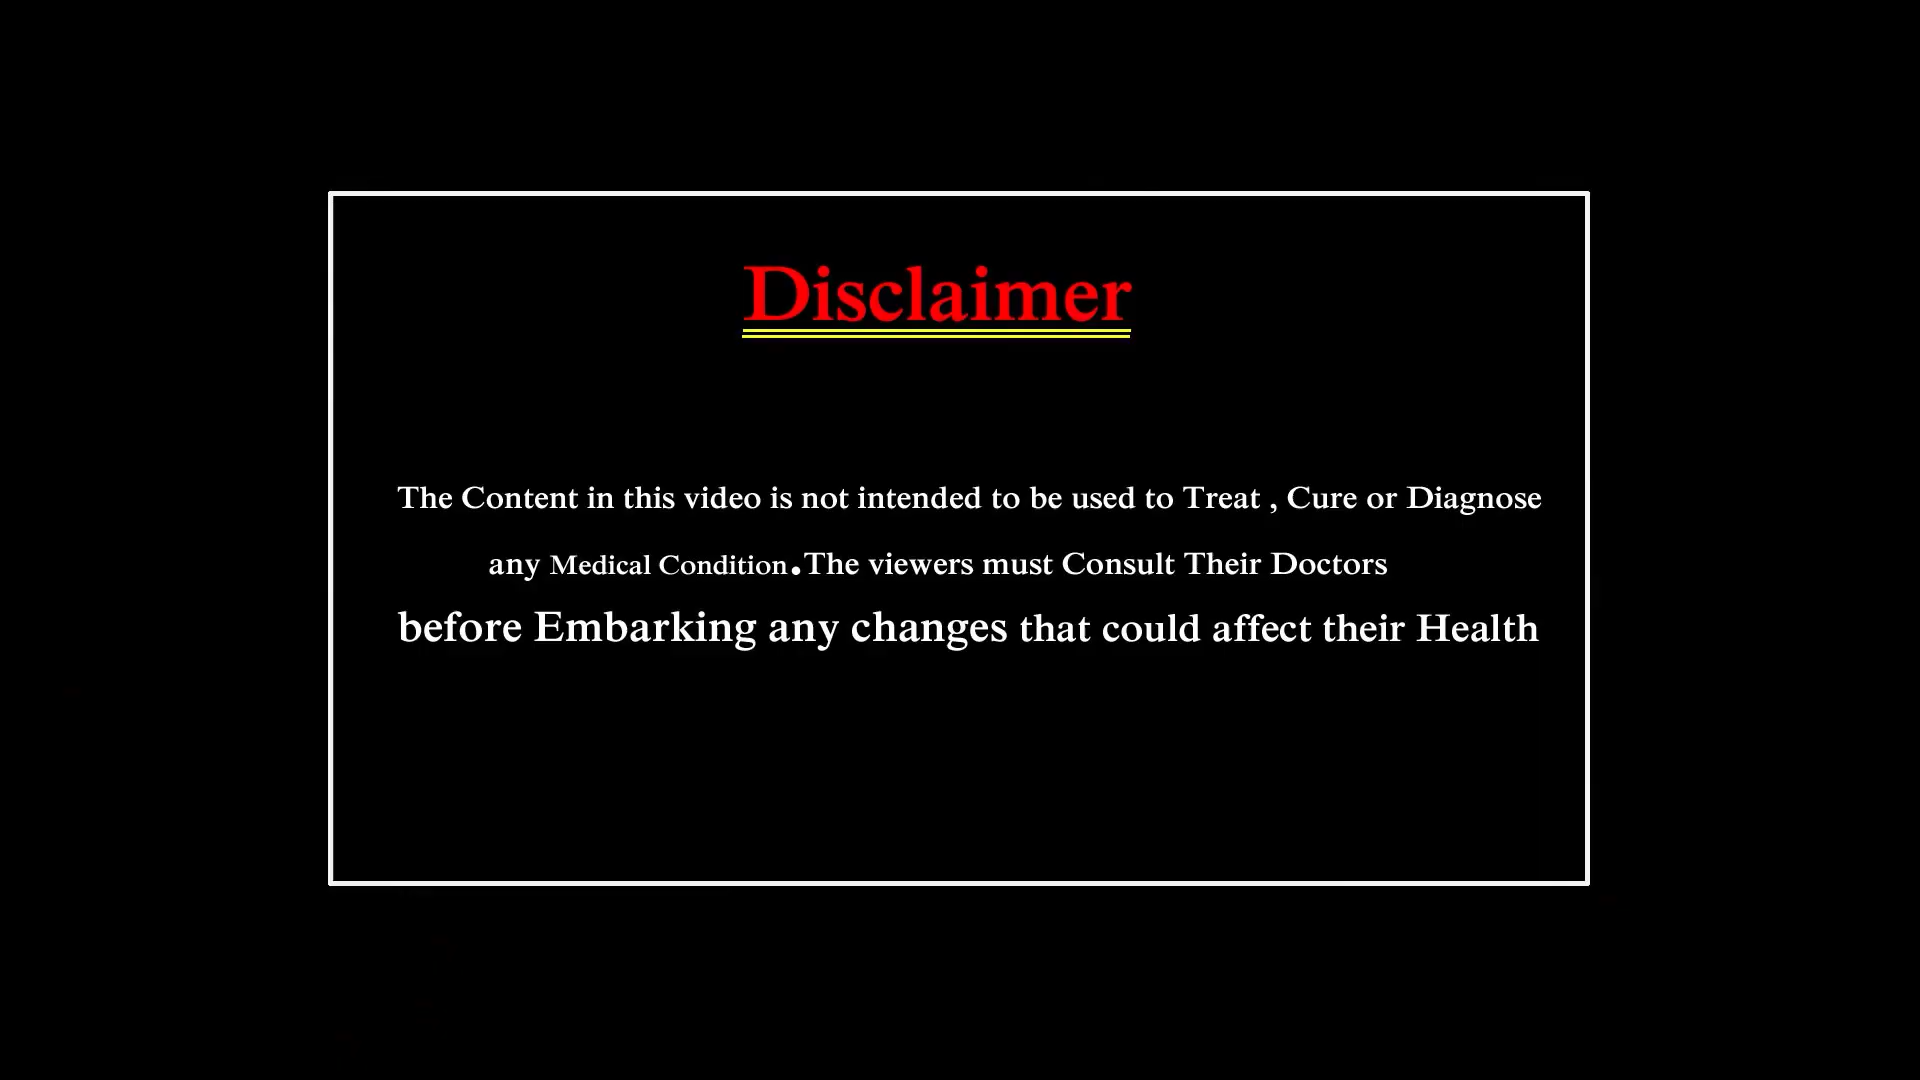 Disclaimer
The Content in this video is not intended to be used to Treat , Cure or Diagnose
any Medical Condition.The viewers must Consult Their Doctors
before Embarking any changes that could affect their Health